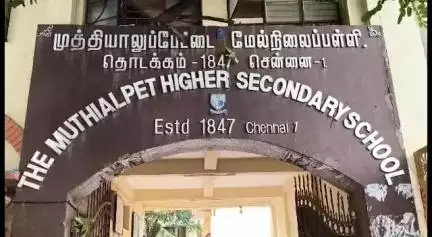 முத்தியாலுப்பேட்டை மேல்நிலைப்பள்ளி.
தொடக்கம் - 1847 சென்னை-1
THE MUTHIALPET HIGHER SECONDARY SCHOOL
Estd 1847 Chennai 1